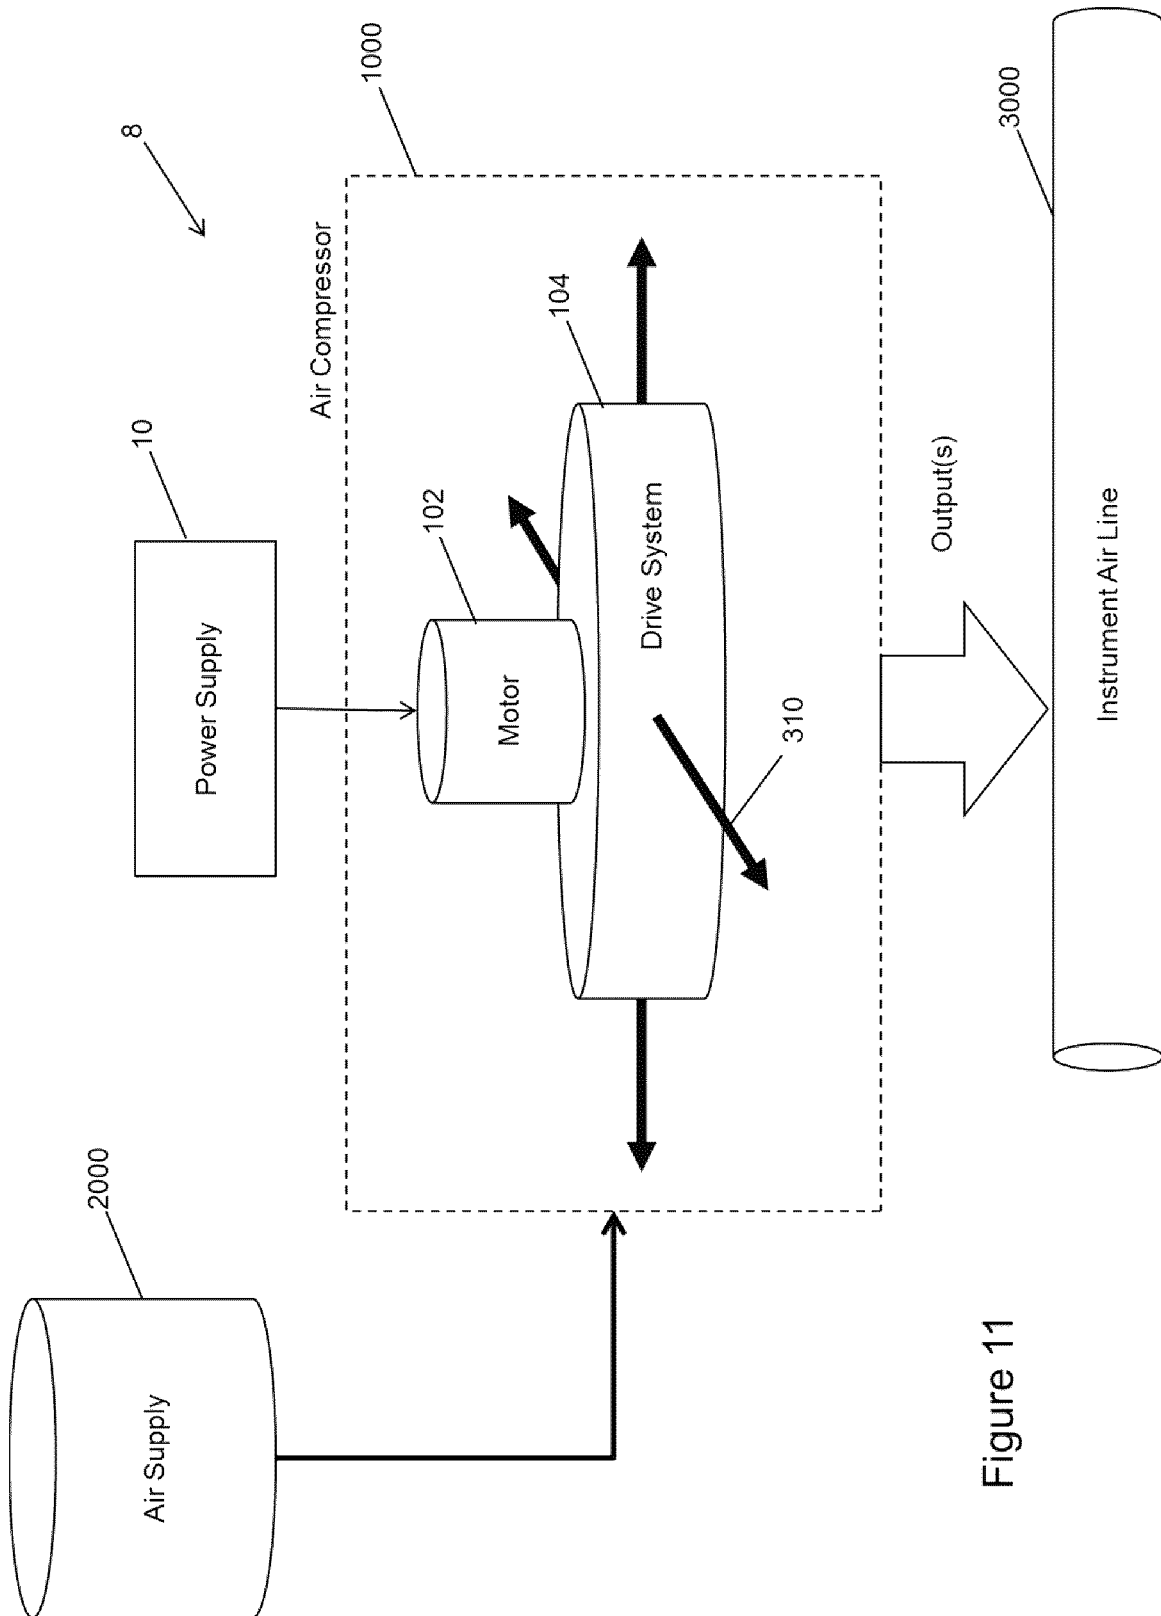 8
10
Power Supply
2000
Air Supply
Air Compressor
1000
102
Motor
104
Drive System
310
Output(s)
3000
Instrument Air Line
Figure 11